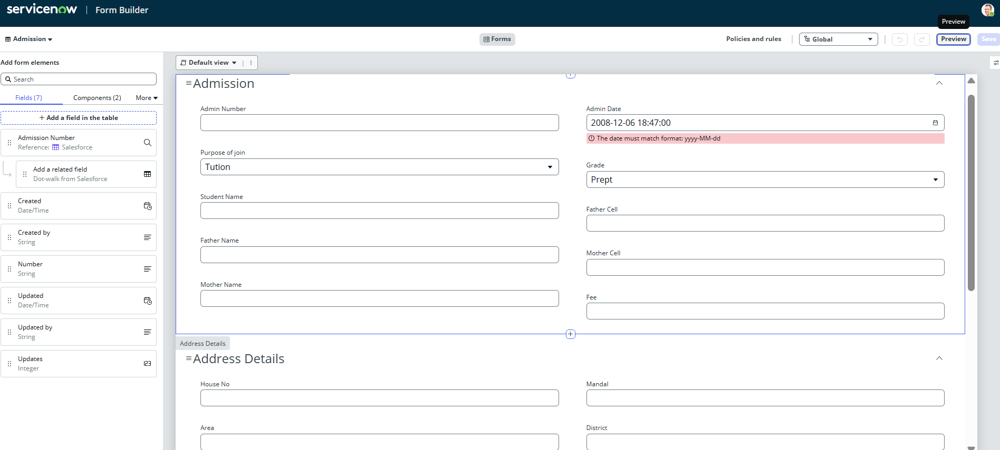 servicenow | Form Builder
Preview
Admission
Forms
Policies and rules
Global
Preview
Save
Add form elements
Search
Fields (7)
Components (2)
More
+ Add a field in the table
Admission Number
Reference: Salesforce
Add a related field
Dot-walk from Salesforce
Created
Date/Time
Created by
String
Number
String
Updated
Date/Time
Updated by
String
Updates
Integer
123
Default view
Admission
Admin Number
Admin Date
2008-12-06 18:47:00
The date must match format: yyyy-MM-dd
Purpose of join
Tution
Grade
Prept
Student Name
Father Cell
Father Name
Mother Cell
Mother Name
Fee
Address Details
Address Details
House No
Mandal
Area
District